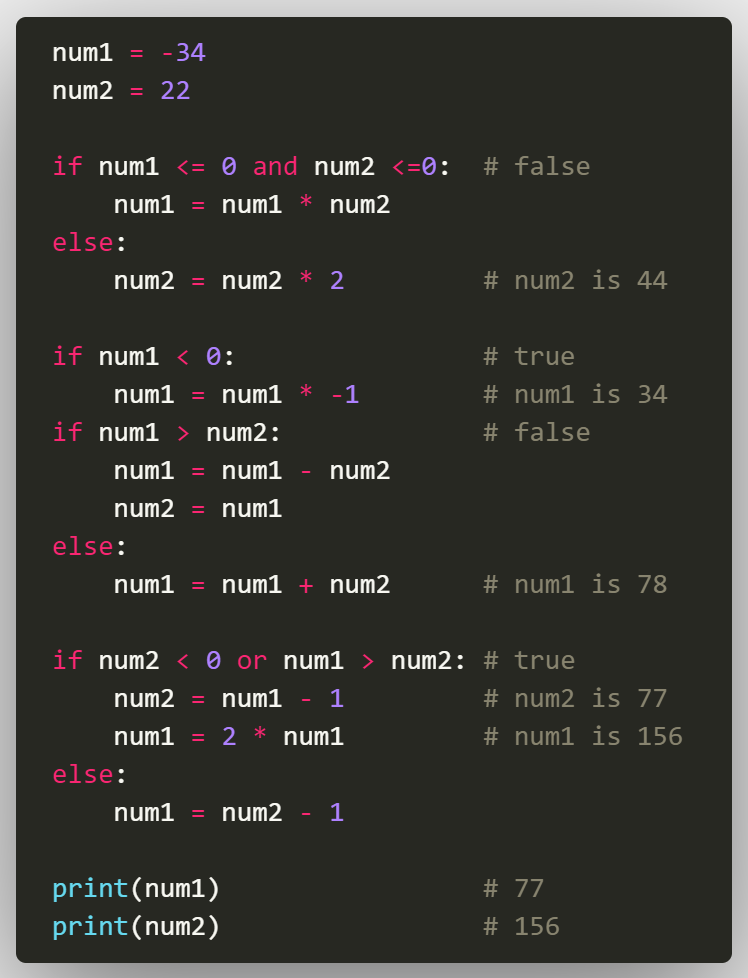 num1 = -34
num2 = 22

if num1 <= 0 and num2 <=0:  # false
    num1 = num1 * num2
else:
    num2 = num2 * 2         # num2 is 44

if num1 < 0:                # true
    num1 = num1 * -1        # num1 is 34
if num1 > num2:             # false
    num1 = num1 - num2
    num2 = num1
else:
    num1 = num1 + num2      # num1 is 78

if num2 < 0 or num1 > num2: # true
    num2 = num1 - 1         # num2 is 77
    num1 = 2 * num1         # num1 is 156
else:
    num1 = num2 - 1

print(num1)                 # 77
print(num2)                 # 156